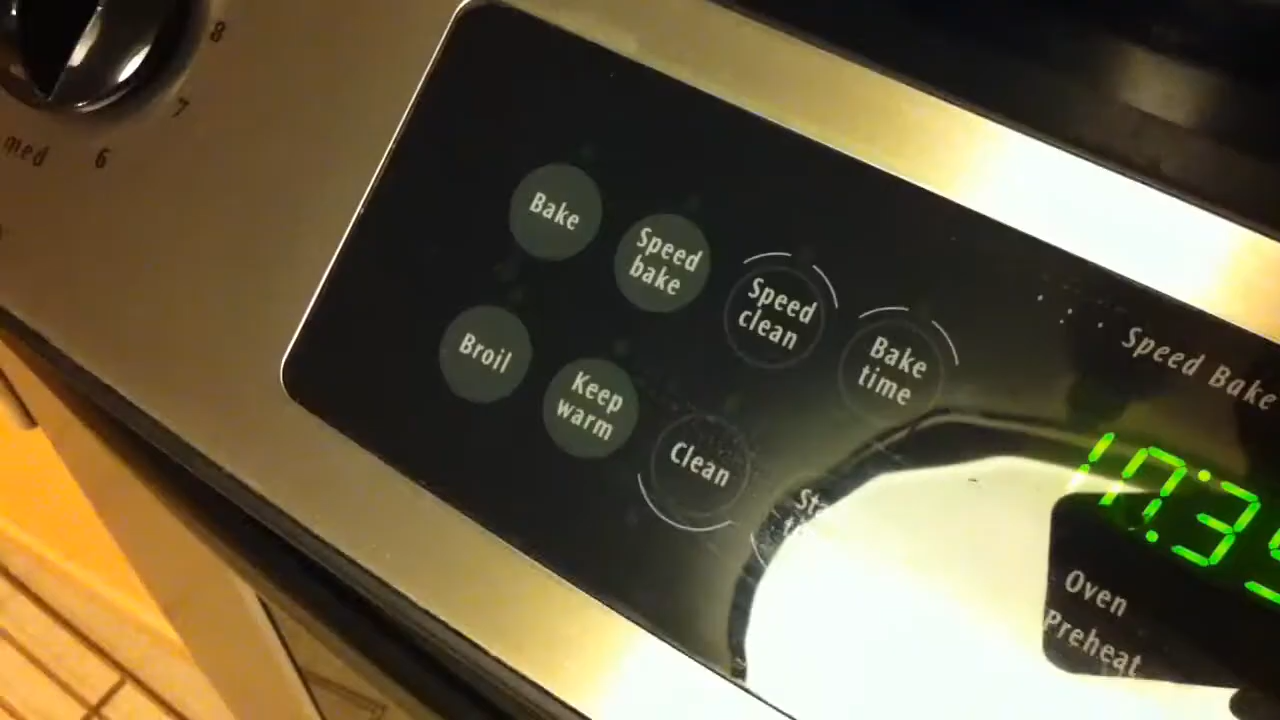 8
7
6
med
Bake
Speed
bake
Speed
clean
Bake
time
Speed Bake
Broil
Keep
warm
Clean
Oven
Preheat